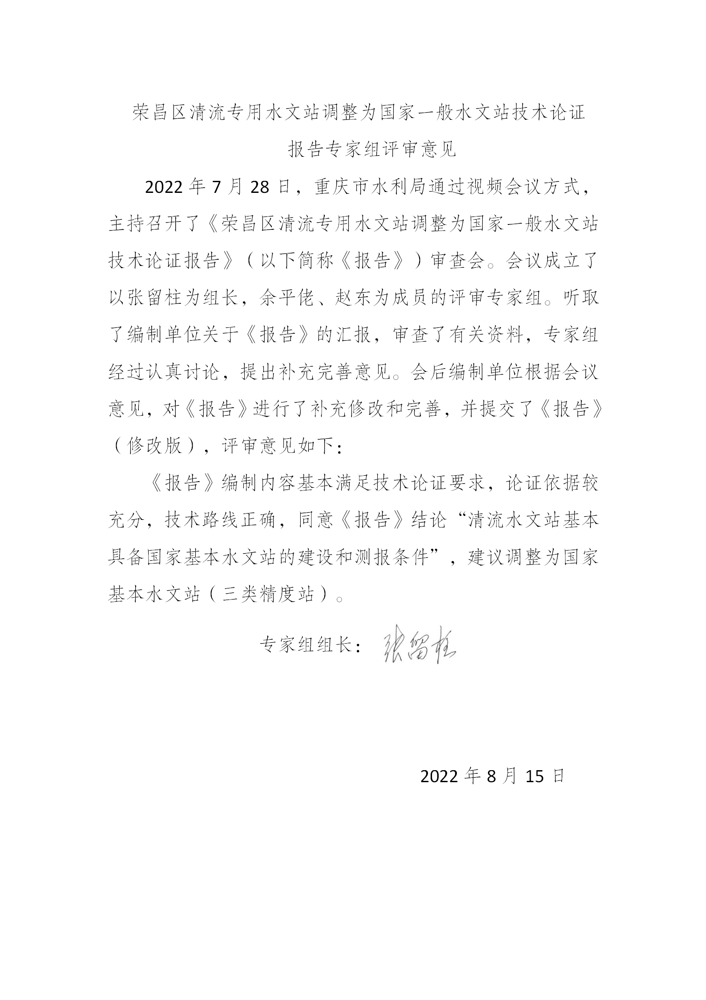 荣昌区清流专用水文站调整为国家一般水文站技术论证
报告专家组评审意见
2022 年 7 月 28 日，重庆市水利局通过视频会议方式，
主持召开了《荣昌区清流专用水文站调整为国家一般水文站
技术论证报告》（以下简称《报告》）审查会。会议成立了
以张留柱为组长，余平佬、赵东为成员的评审专家组。听取
了编制单位关于《报告》的汇报，审查了有关资料，专家组
经过认真讨论，提出补充完善意见。会后编制单位根据会议
意见，对《报告》进行了补充修改和完善，并提交了《报告》
（修改版），评审意见如下：
《报告》编制内容基本满足技术论证要求，论证依据较
充分，技术路线正确，同意《报告》结论“清流水文站基本
具备国家基本水文站的建设和测报条件”，建议调整为国家
基本水文站（三类精度站）。
专家组组长： 张留柱
2022 年 8 月 15 日